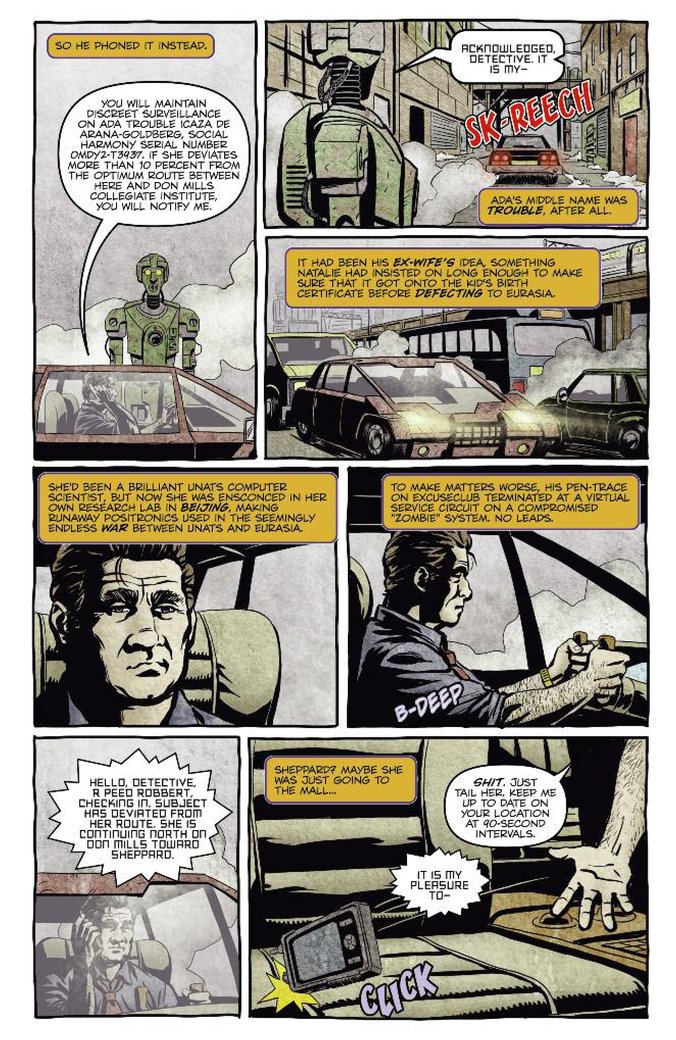 SO HE PHONED IT INSTEAD.
YOU WILL MAINTAIN
DISCREET SURVEILLANCE
ON ADA TROUBLE ICAZA DE
ARANA-GOLDBERG, SOCIAL
HARMONY SERIAL NUMBER
0MDY2-T3937. IF SHE DEVIATES
MORE THAN 10 PERCENT FROM
THE OPTIMUM ROUTE BETWEEN
HERE AND DON MILLS
COLLEGIATE INSTITUTE,
YOU WILL NOTIFY ME.
ACKNOWLEDGED,
DETECTIVE. IT
IS MY-
SK-REECH
ADA'S MIDDLE NAME WAS
TROUBLE, AFTER ALL.
IT HAD BEEN HIS EX-WIFE'S IDEA, SOMETHING
NATALIE HAD INSISTED ON LONG ENOUGH TO MAKE
SURE THAT IT GOT ONTO THE KID'S BIRTH
CERTIFICATE BEFORE DEFECTING TO EURASIA.
SHE'D BEEN A BRILLIANT UNATS COMPUTER
SCIENTIST, BUT NOW SHE WAS ENSCONCED IN HER
OWN RESEARCH LAB IN BEIJING, MAKING
RUNAWAY POSITRONICS USED IN THE SEEMINGLY
ENDLESS WAR BETWEEN UNATS AND EURASIA.
TO MAKE MATTERS WORSE, HIS PEN-TRACE
ON EXCUSECLUB TERMINATED AT A VIRTUAL
SERVICE CIRCUIT ON A COMPROMISED
"ZOMBIE" SYSTEM. NO LEADS.
B-DEEP
HELLO, DETECTIVE,
R PEED ROBBERT,
CHECKING IN. SUBJECT
HAS DEVIATED FROM
HER ROUTE. SHE IS
CONTINUING NORTH ON
DON MILLS TOWARD
SHEPPARD.
SHEPPARD? MAYBE SHE
WAS JUST GOING TO
THE MALL...
SHIT. JUST
TAIL HER. KEEP ME
UP TO DATE ON
YOUR LOCATION
AT 90-SECOND
INTERVALS.
IT IS MY
PLEASURE
TO-
CLICK